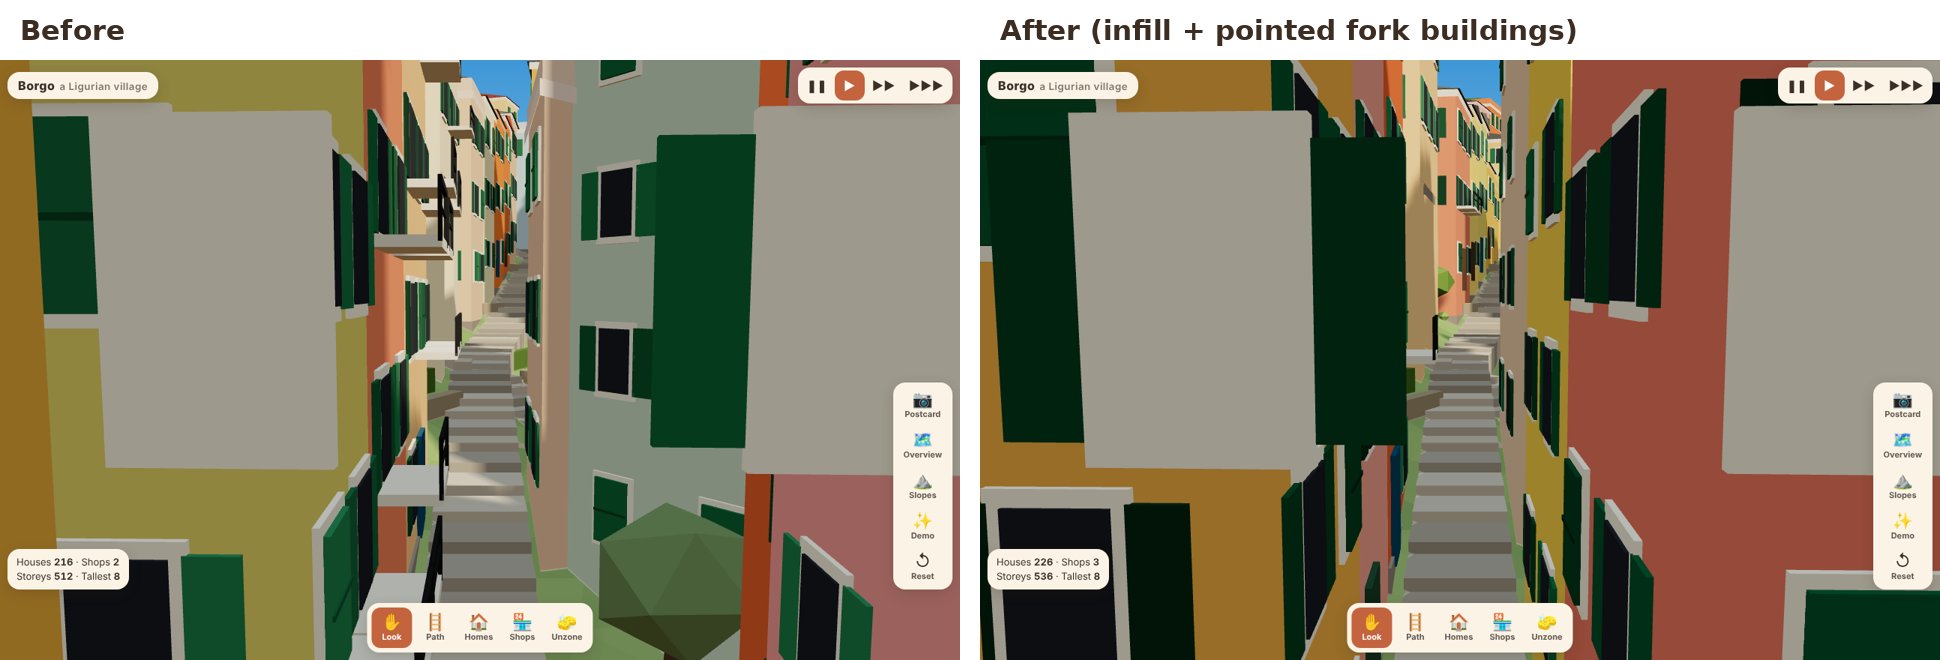 Before
After (infill + pointed fork buildings)
Borgo a Ligurian village
Postcard
Overview
Slopes
Demo
Reset
Houses 216 · Shops 2
Storeys 512 · Tallest 8
Look
Path
Homes
Shops
Unzone
Borgo a Ligurian village
Postcard
Overview
Slopes
Demo
Reset
Houses 226 · Shops 3
Storeys 536 · Tallest 8
Look
Path
Homes
Shops
Unzone